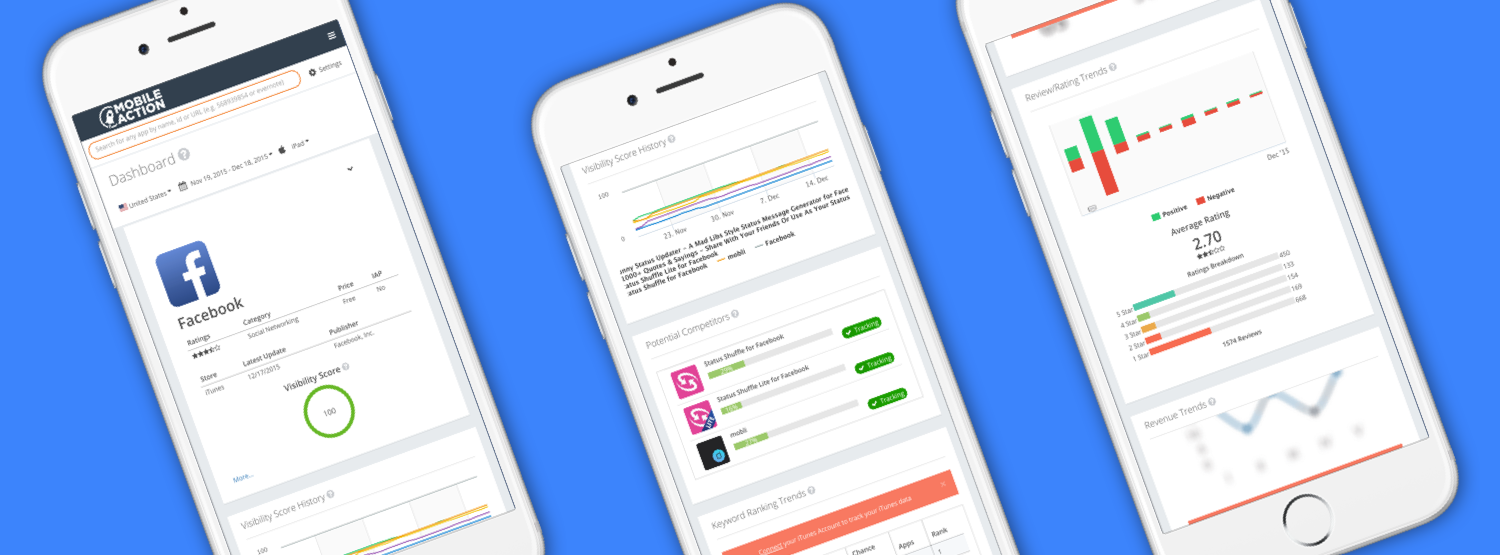 MOBILE
ACTION
Search for any app by name, id or URL (e.g. 568939854 or evernote)
Settings
Dashboard
United States
Nov 19, 2015 - Dec 18, 2015
iPad
Facebook
Ratings
Category
Price
IAP
Social Networking
Free
No
Store
Latest Update
Publisher
iTunes
12/17/2015
Facebook, Inc.
Visibility Score
100
More...
Visibility Score History
100
Visibility Score History
100
0
23. Nov
30. Nov
7. Dec
14. Dec
nny Status Updater – A Mad Libs Style Status Message Generator for Face
1000+ Quotes & Sayings – Share With Your Friends Or Use As Your Status
atus Shuffle Lite for Facebook
mobli
Facebook
atus Shuffle for Facebook
Potential Competitors
Status Shuffle for Facebook
Tracking
Status Shuffle Lite for Facebook
LITE
Tracking
mobli
27%
Tracking
Keyword Ranking Trends
Connect your iTunes Account to track your iTunes data
Chance
Apps
Rank
1
Review/Rating Trends
Dec '15
Positive
Negative
Average Rating
2.70
Ratings Breakdown
5 Star
450
4 Star
133
3 Star
154
2 Star
169
1 Star
668
1574 Reviews
Revenue Trends